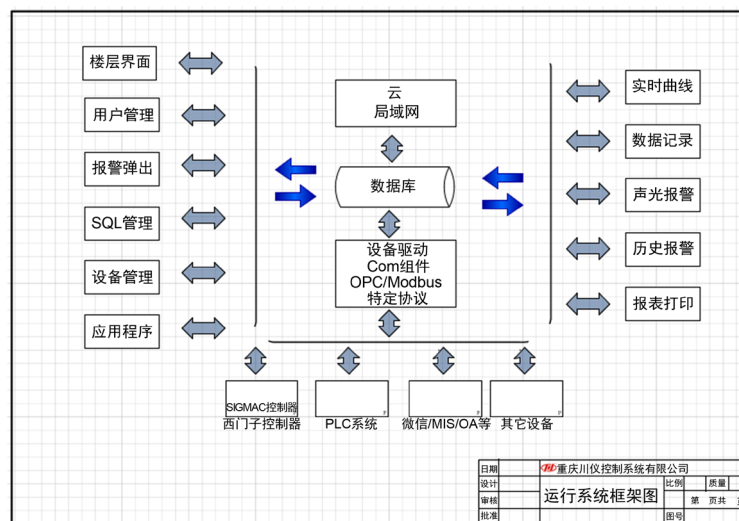 楼层界面
用户管理
报警弹出
SQL管理
设备管理
应用程序
云
局域网
数据库
设备驱动
Com组件
OPC/Modbus
特定协议
实时曲线
数据记录
声光报警
历史报警
报表打印
SIGMAC控制器
西门子控制器
PLC系统
微信/MIS/OA等
其它设备
日期
重庆川仪控制系统有限公司
设计
比例
质量
审核
运行系统框架图
第 页共
批准
图号